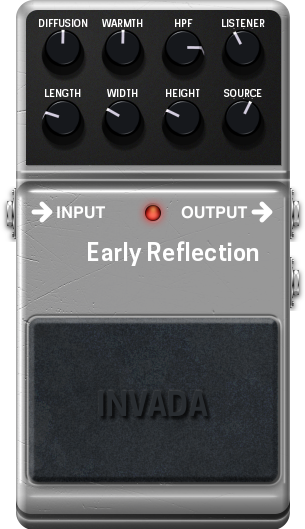 DIFFUSION WARMTH HPF LISTENER
LENGTH WIDTH HEIGHT SOURCE
INPUT OUTPUT
Early Reflection
INVADA